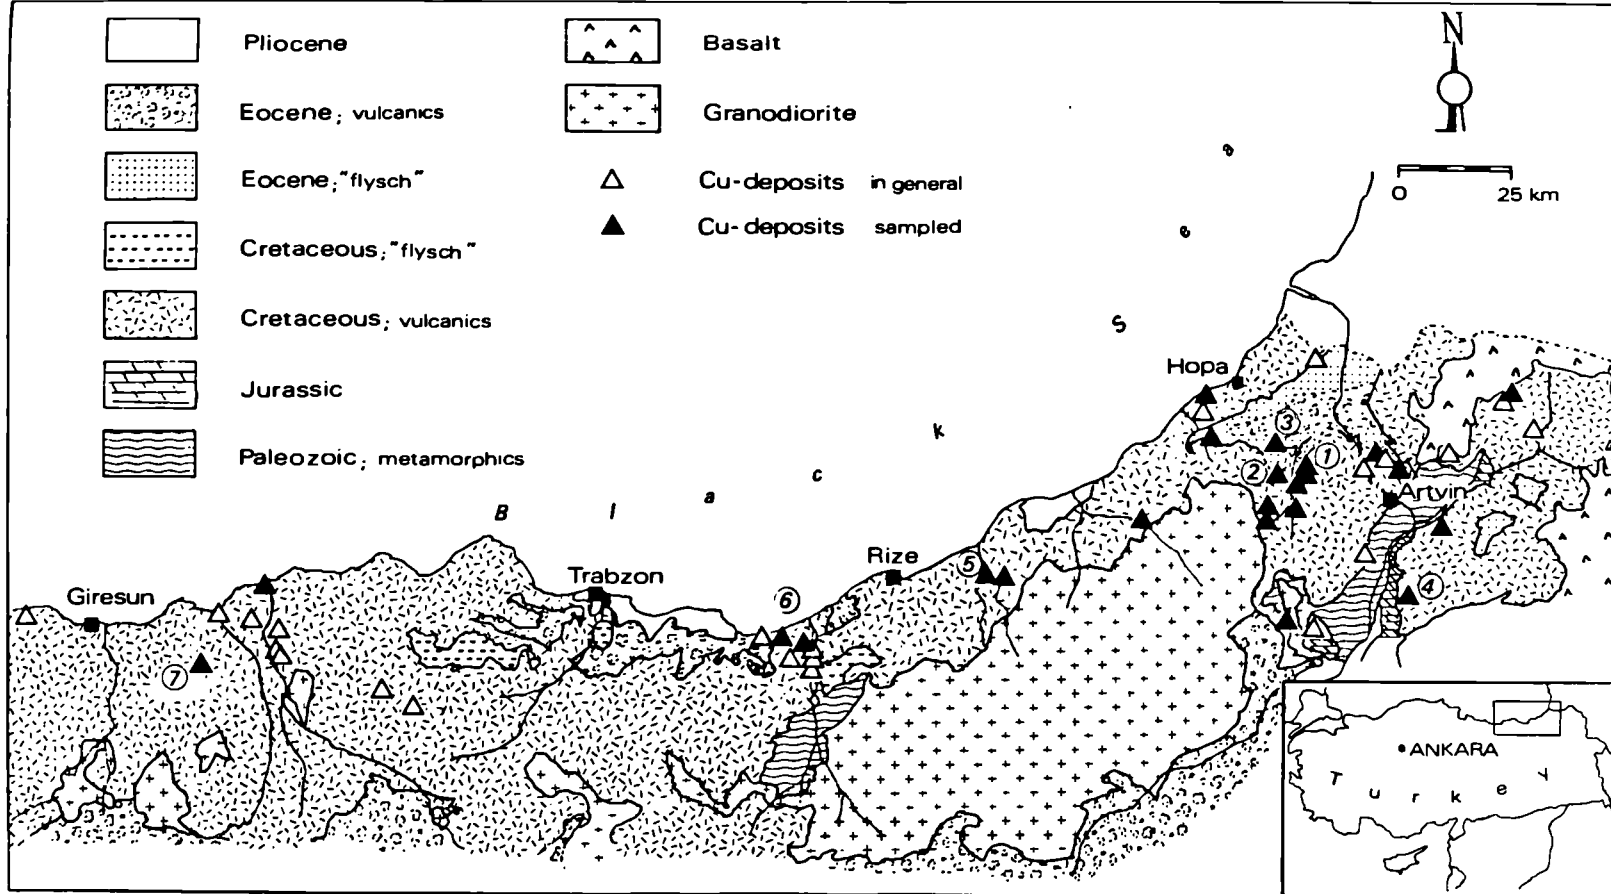 Pliocene
Eocene; vulcanics
Eocene; "flysch"
Cretaceous; "flysch"
Cretaceous; vulcanics
Jurassic
Paleozoic; metamorphics
Basalt
Granodiorite
Cu-deposits in general
Cu-deposits sampled
N
0 25 km
B l a c k S e a
Hopa
3
1
2
Artvin
Rize
5
Trabzon
6
4
Giresun
7
ANKARA
Turkey